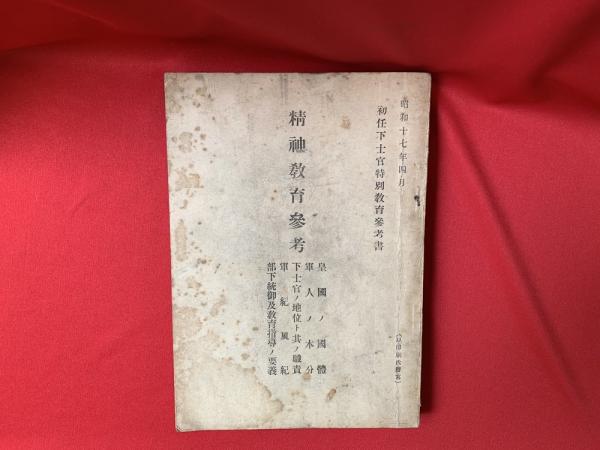 昭和十七年四月
初任下士官特別教育參考書
精神教育參考
皇國ノ國體
軍人ノ本分
下士官ノ地位ト其ノ職責
軍紀風紀
部下統御及教育指導ノ要義